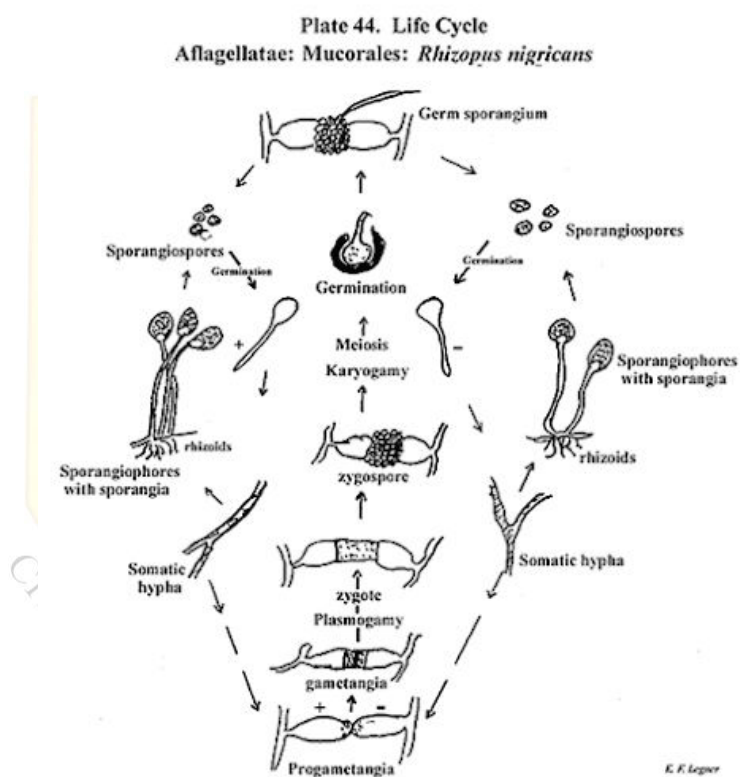 Plate 44. Life Cycle
Aflagellatae: Mucorales: Rhizopus nigricans
Germ sporangium
Sporangiospores
Sporangiospores
Germination
Germination
Germination
+
-
Meiosis
Karyogamy
Sporangiophores
with sporangia
rhizoids
rhizoids
Sporangiophores
with sporangia
zygospore
Somatic
hypha
Somatic hypha
zygote
Plasmogamy
gametangia
+ -
Progametangia
E. F. Legner